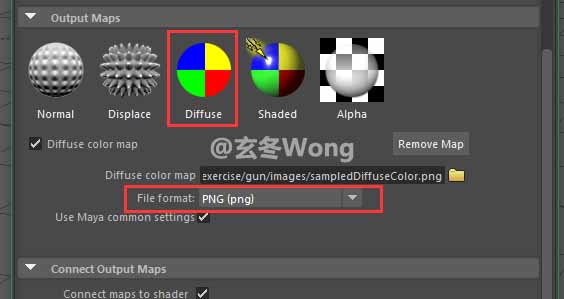 Output Maps
Normal
Displace
Diffuse
Shaded
Alpha
Diffuse color map
Remove Map
@玄冬Wong
Diffuse color map
exercise/gun/images/sampledDiffuseColor.png
File format:
PNG (png)
Use Maya common settings
Connect Output Maps
Connect maps to shader